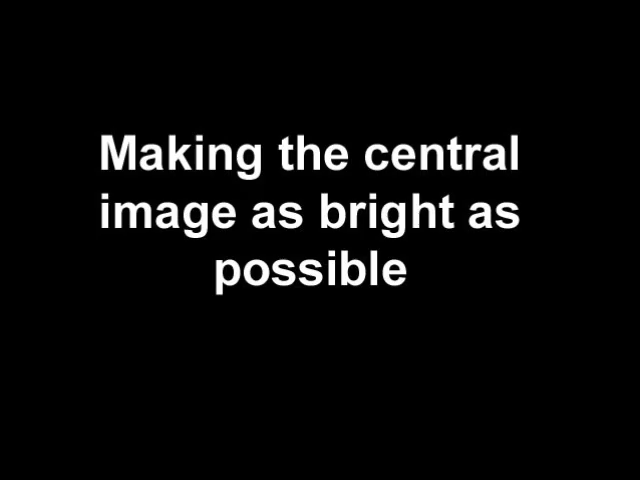 Making the central
image as bright as
possible